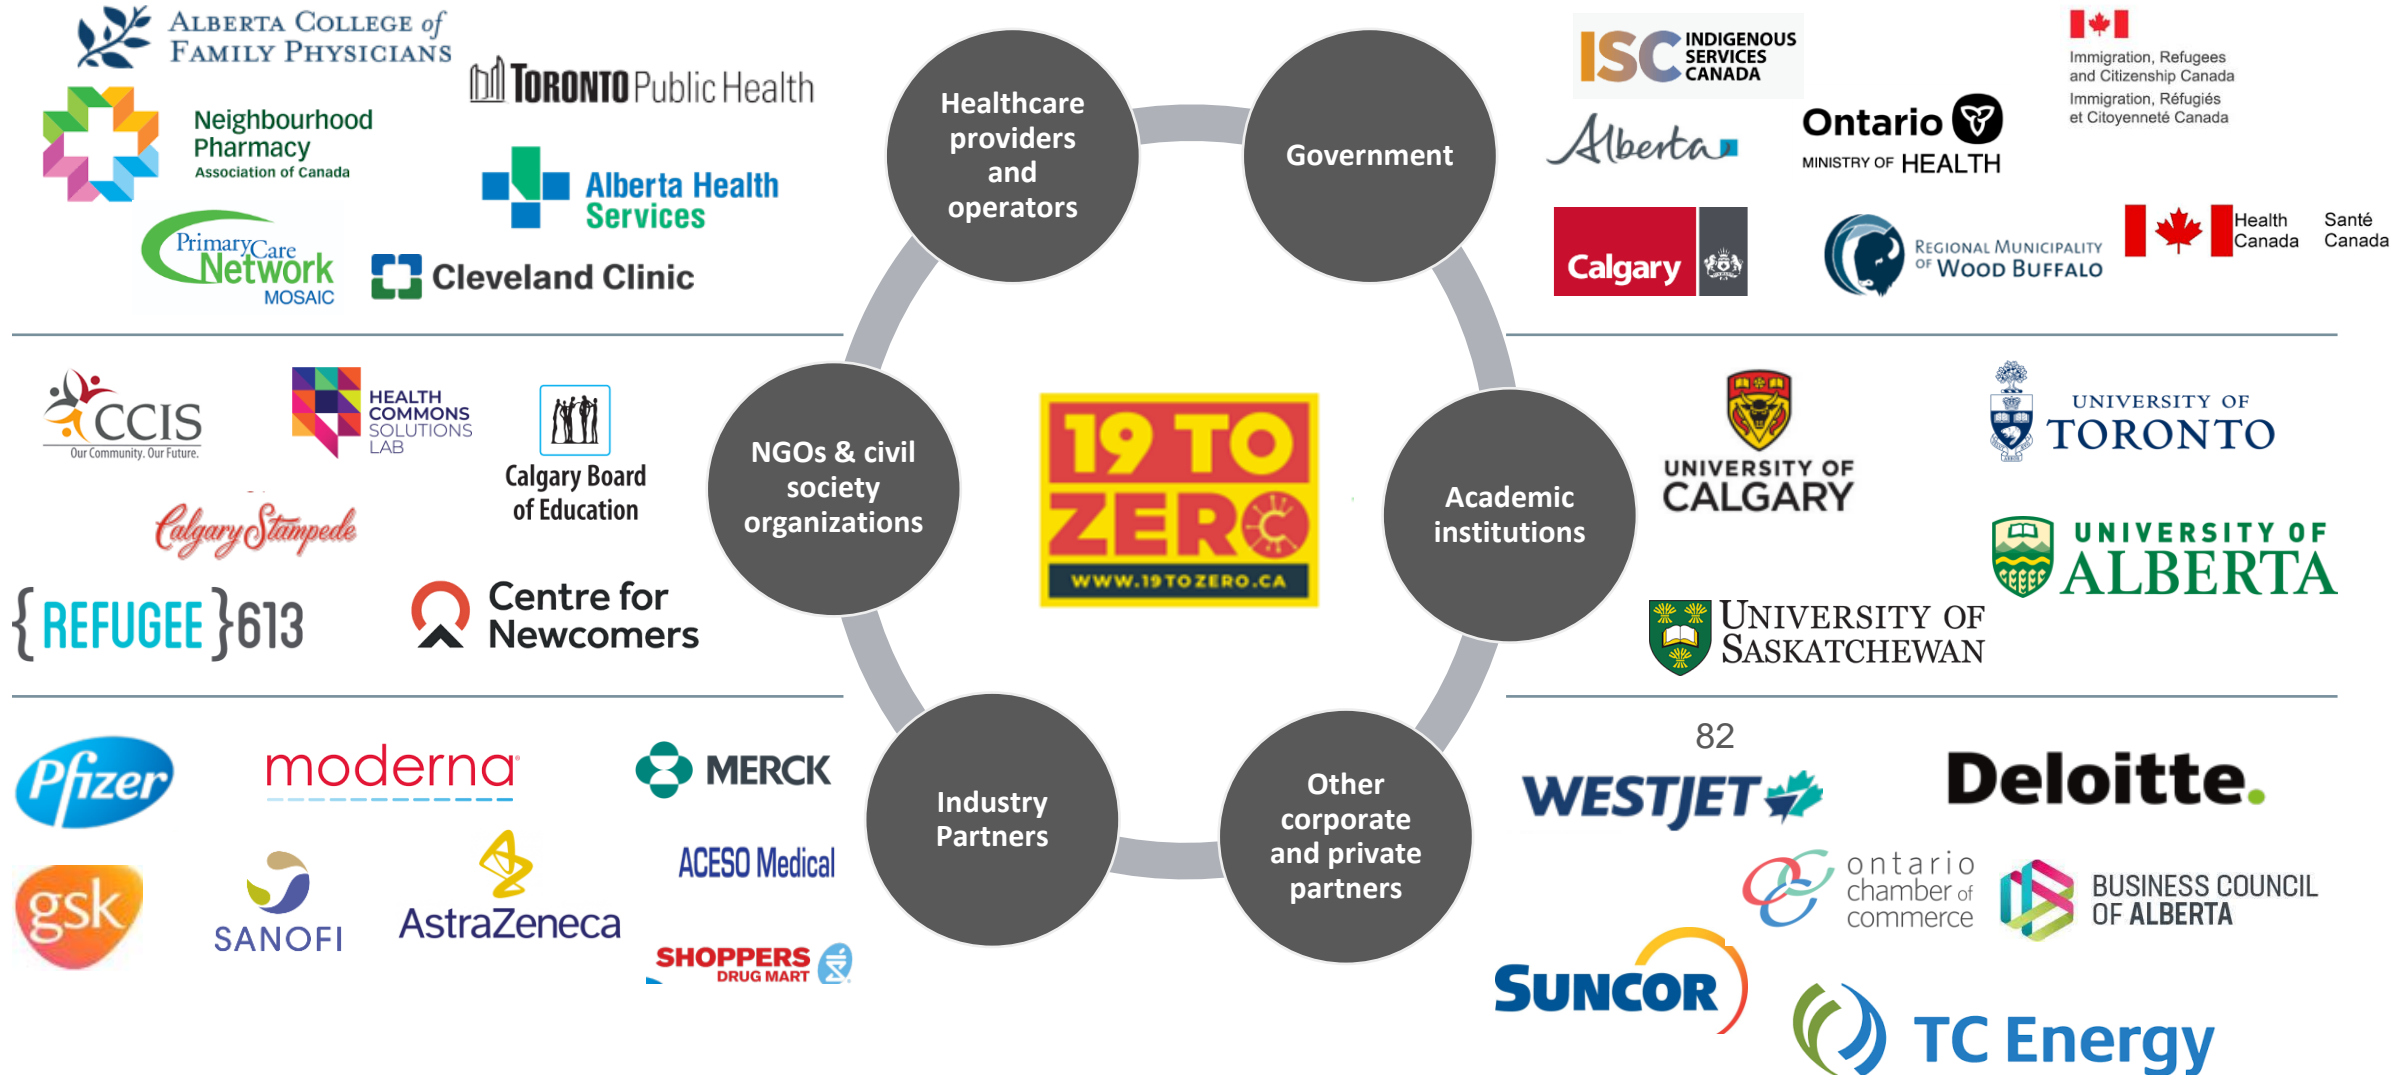 ALBERTA COLLEGE of
FAMILY PHYSICIANS
TORONTO Public Health
Neighbourhood
Pharmacy
Association of Canada
Alberta Health
Services
PrimaryCare
Network
MOSAIC
Cleveland Clinic
Healthcare
providers
and
operators
Government
ISC INDIGENOUS
SERVICES
CANADA
Immigration, Refugees
and Citizenship Canada
Immigration, Réfugiés
et Citoyenneté Canada
Alberta
Ontario
MINISTRY OF HEALTH
Calgary
REGIONAL MUNICIPALITY
OF WOOD BUFFALO
Health
Canada
Santé
Canada
CCIS
Our Community. Our Future.
HEALTH
COMMONS
SOLUTIONS
LAB
Calgary Board
of Education
Calgary Stampede
{REFUGEE}613
Centre for
Newcomers
NGOs & civil
society
organizations
19 TO
ZERO
WWW.19TOZERO.CA
Academic
institutions
UNIVERSITY OF
CALGARY
UNIVERSITY OF
TORONTO
UNIVERSITY OF
ALBERTA
UNIVERSITY OF
SASKATCHEWAN
Pfizer
moderna
MERCK
gsk
SANOFI
AstraZeneca
ACESO Medical
SHOPPERS
DRUG MART
Industry
Partners
Other
corporate
and private
partners
82
WESTJET
Deloitte.
ontario
chamber of
commerce
BUSINESS COUNCIL
OF ALBERTA
SUNCOR
TC Energy